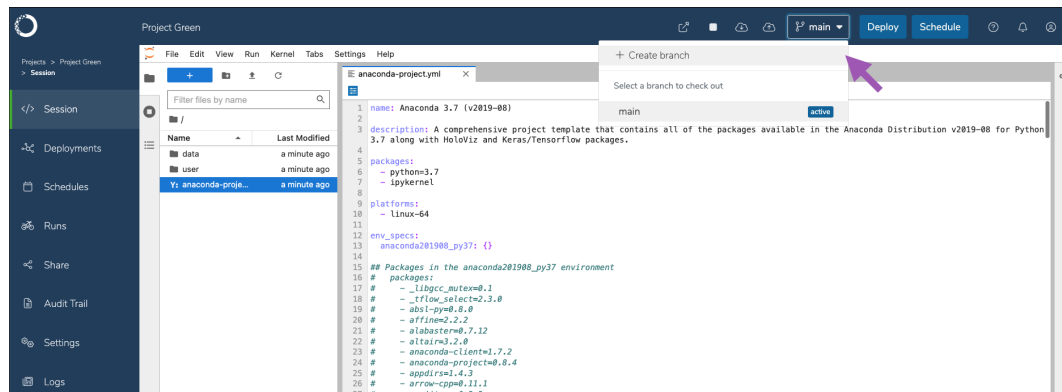 Project Green
main
Deploy
Schedule
Projects > Project Green
> Session
Session
Deployments
Schedules
Runs
Share
Audit Trail
Settings
Logs
File Edit View Run Kernel Tabs Settings Help
+
Filter files by name
/
Name Last Modified
data a minute ago
user a minute ago
Y: anaconda-proje... a minute ago
anaconda-project.yml ×
+ Create branch
Select a branch to check out
main active
1 name: Anaconda 3.7 (v2019-08)
2
3 description: A comprehensive project template that contains all of the packages available in the Anaconda Distribution v2019-08 for Python
3.7 along with HoloViz and Keras/Tensorflow packages.
4
5 packages:
6 - python=3.7
7 - ipykernel
8
9 platforms:
10 - linux-64
11
12 env_specs:
13 anaconda201908_py37: {}
14
15 ## Packages in the anaconda201908_py37 environment
16 # packages:
17 # - _libgcc_mutex=0.1
18 # - _tflow_select=2.3.0
19 # - absl-py=0.8.0
20 # - affine=2.2.2
21 # - alabaster=0.7.12
22 # - altair=3.2.0
23 # - anaconda-client=1.7.2
24 # - anaconda-project=0.8.4
25 # - appdirs=1.4.3
26 # - arrow-cpp=0.11.1